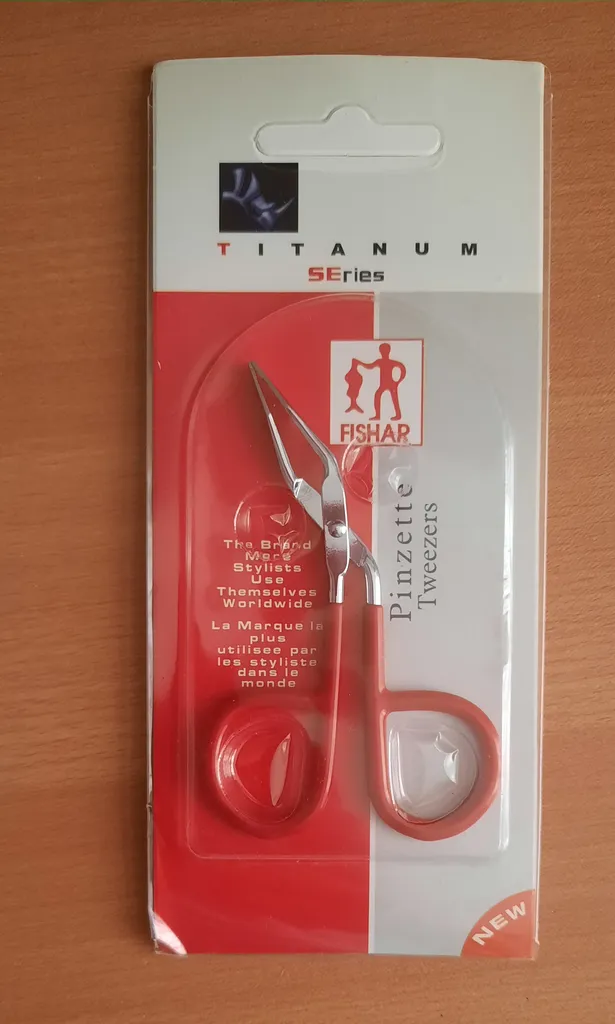 TITANUM
SEries
FISHAR
Pinzette
Tweezers
The Brand
More
Stylists
Use
Themselves
Worldwide
La Marque la
plus
utilisee par
les styliste
dans le
monde
NEW